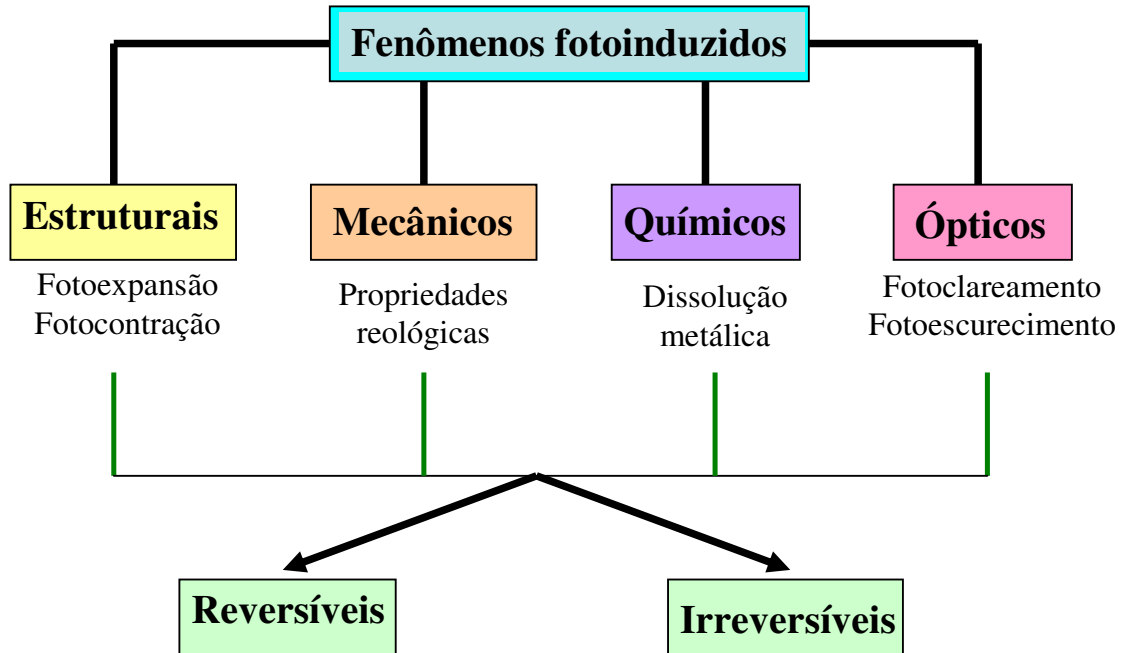 Fenômenos fotoinduzidos
Estruturais
Mecânicos
Químicos
Ópticos
Fotoexpansão
Fotocontração
Propriedades
reológicas
Dissolução
metálica
Fotoclareamento
Fotoescurecimento
Reversíveis
Irreversíveis